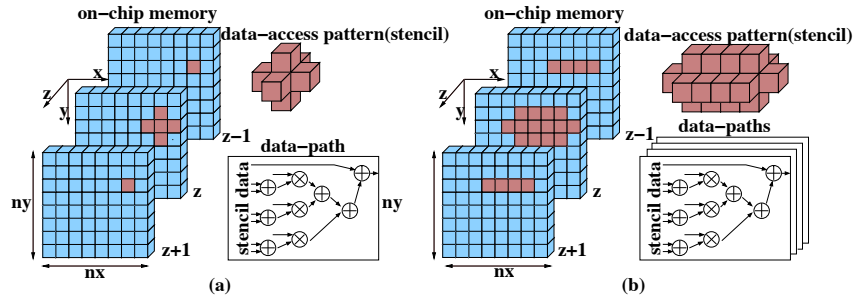 on-chip memory
data-access pattern(stencil)
x
z
y
z-1
data-path
stencil data
z
ny
z+1
nx
(a)
on-chip memory
data-access pattern(stencil)
x
z
y
z-1
data-paths
stencil data
z
ny
z+1
nx
(b)